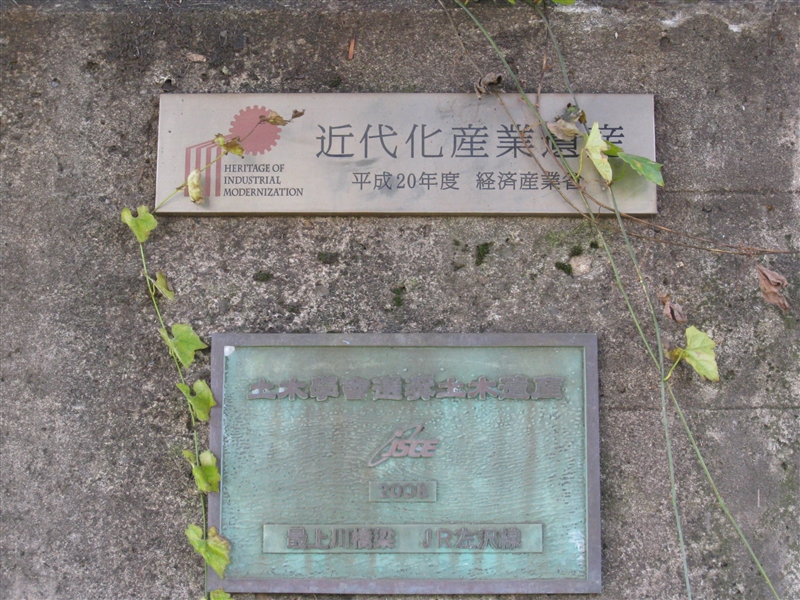 近代化産業遺産
HERITAGE OF
INDUSTRIAL
MODERNIZATION
平成20年度 経済産業省
土木學會選奨土木遺産
JSCE
2008
最上川橋梁 JR左沢線